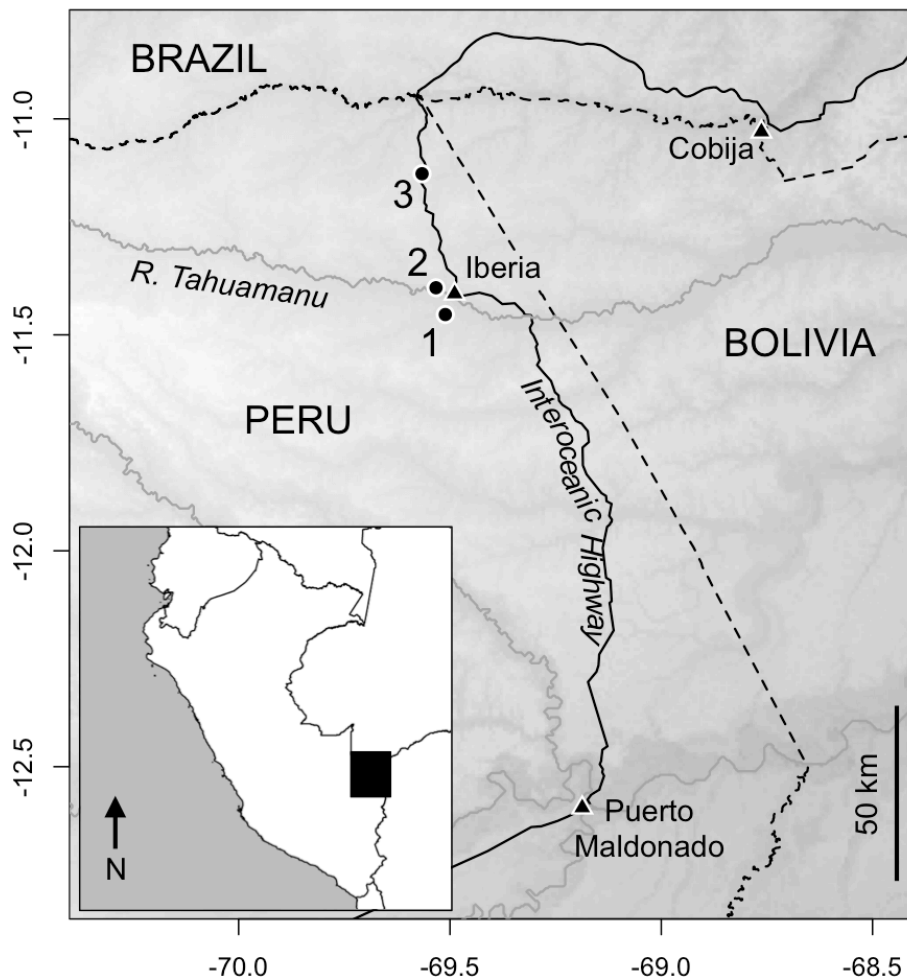 BRAZIL
-11.0
Cobija
3
2
Iberia
R. Tahuamanu
1
-11.5
BOLIVIA
PERU
Interoceanic Highway
-12.0
-12.5
50 km
Puerto
Maldonado
N
-70.0
-69.5
-69.0
-68.5